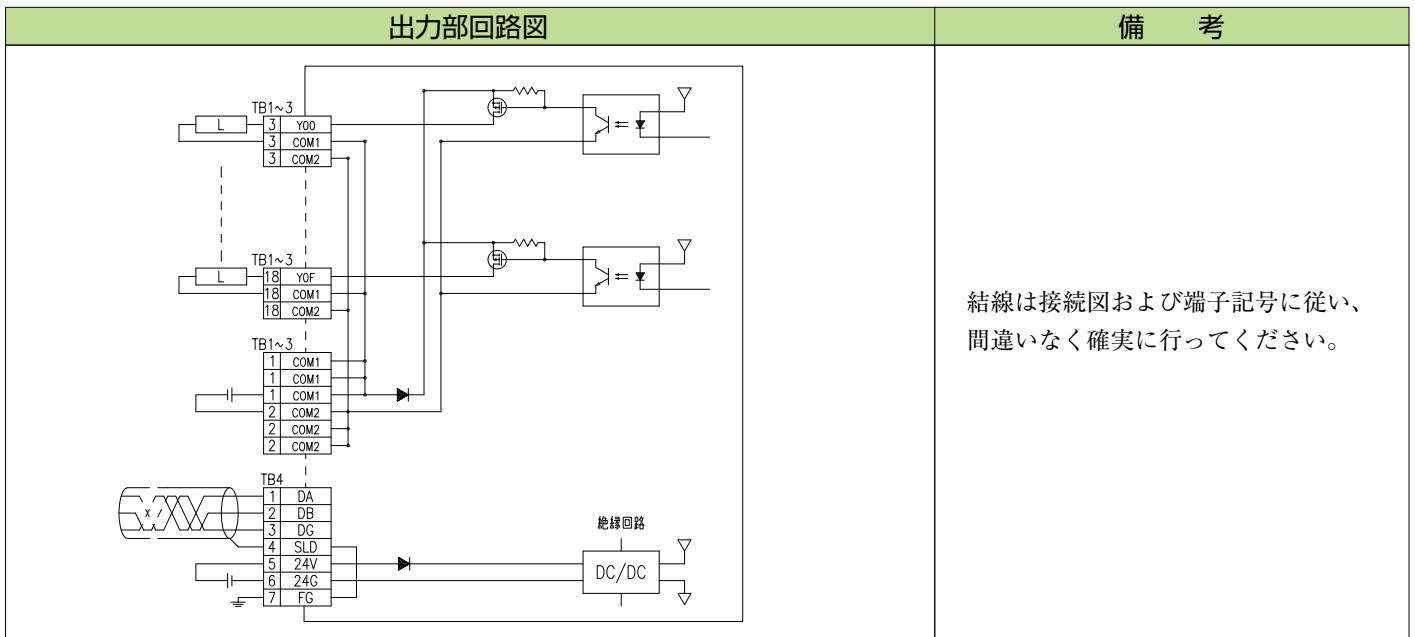 出力部回路図
備 考
TB1~3
L 3 Y00
3 COM1
3 COM2
TB1~3
L 18 Y0F
18 COM1
18 COM2
TB1~3
1 COM1
1 COM1
1 COM1
2 COM2
2 COM2
2 COM2
TB4
1 DA
2 DB
3 DG
4 SLD
5 24V
6 24G
7 FG
絶縁回路
DC/DC
結線は接続図および端子記号に従い、
間違いなく確実に行ってください。